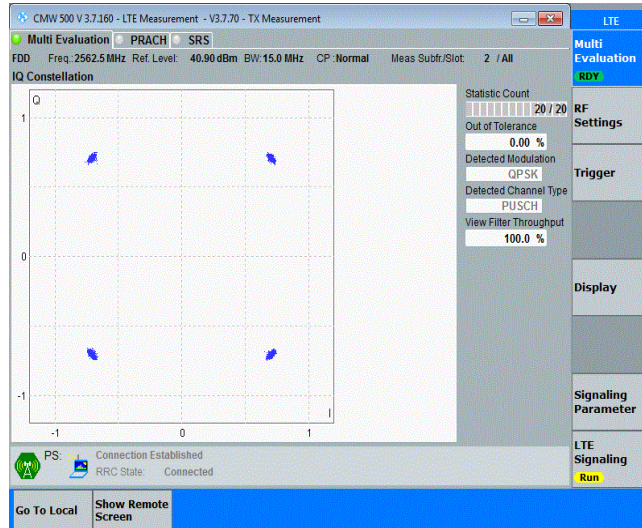 CMW 500 V 3.7.160 - LTE Measurement - V3.7.70 - TX Measurement
LTE
Multi Evaluation PRACH SRS
FDD Freq.:2562.5 MHz Ref. Level: 40.90 dBm BW:15.0 MHz CP :Normal Meas Subfr./Slot: 2 / All
IQ Constellation
Q
1
0
-1
I
-1 0 1
Statistic Count
20 / 20
Out of Tolerance
0.00 %
Detected Modulation
QPSK
Detected Channel Type
PUSCH
View Filter Throughput
100.0 %
PS: Connection Established
RRC State: Connected
Multi
Evaluation
RDY
RF
Settings
Trigger
Display
Signaling
Parameter
LTE
Signaling
Run
Go To Local
Show Remote
Screen